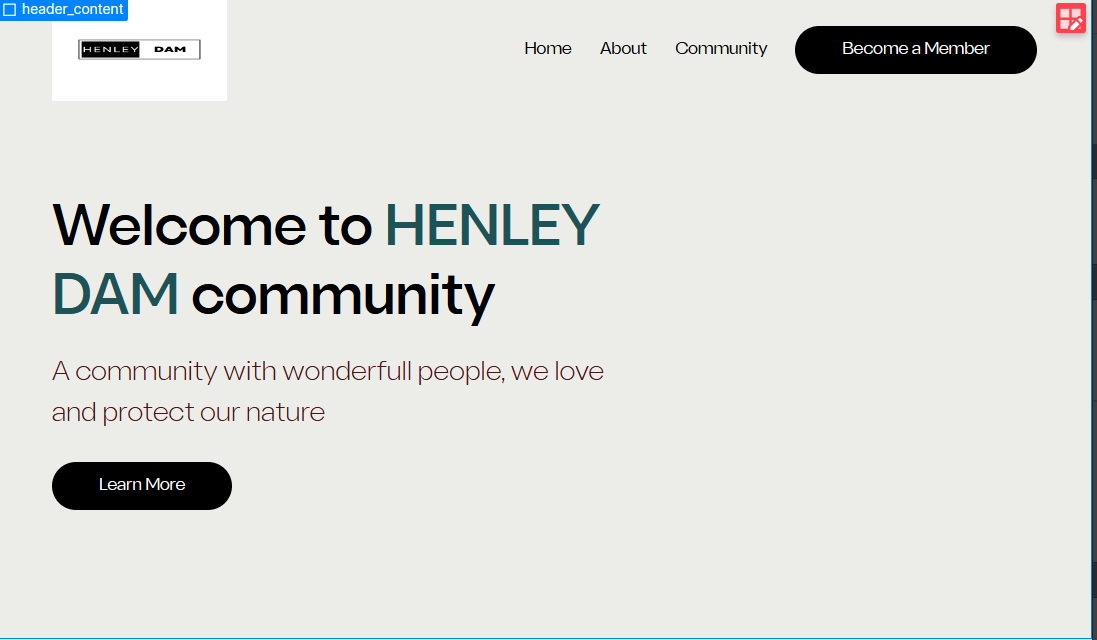 header_content
HENLEY DAM
Home About Community Become a Member
Welcome to HENLEY
DAM community
A community with wonderfull people, we love
and protect our nature
Learn More